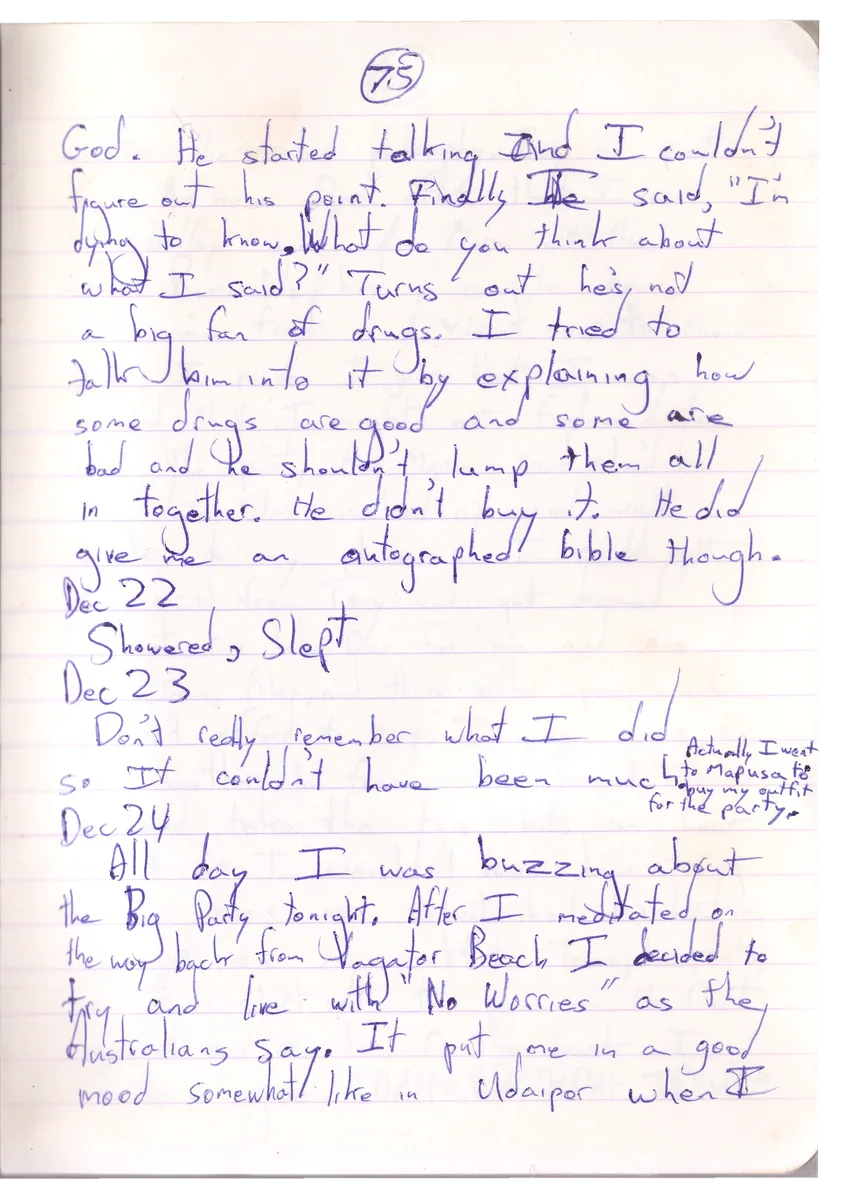 75
God. He started talking And I couldn't
figure out his point. Finally He said, "I'm
dying to know. What do you think about
what I said?" Turns out he's not
a big fan of drugs. I tried to
talk him into it by explaining how
some drugs are good and some are
bad and he shouldn't lump them all
in together. He didn't buy it. He did
give me an autographed bible though.
Dec 22
Showered, Slept
Dec 23
Don't really remember what I did
so It couldn't have been much
Actually I went
to Mapusa to
buy my outfit
for the party.
Dec 24
All day I was buzzing about
the Big Party tonight. After I meditated on
the way back from Vagator Beach I decided to
try and live with "No Worries" as the
Australians say. It put me in a good
mood somewhat like in Udaipor when I